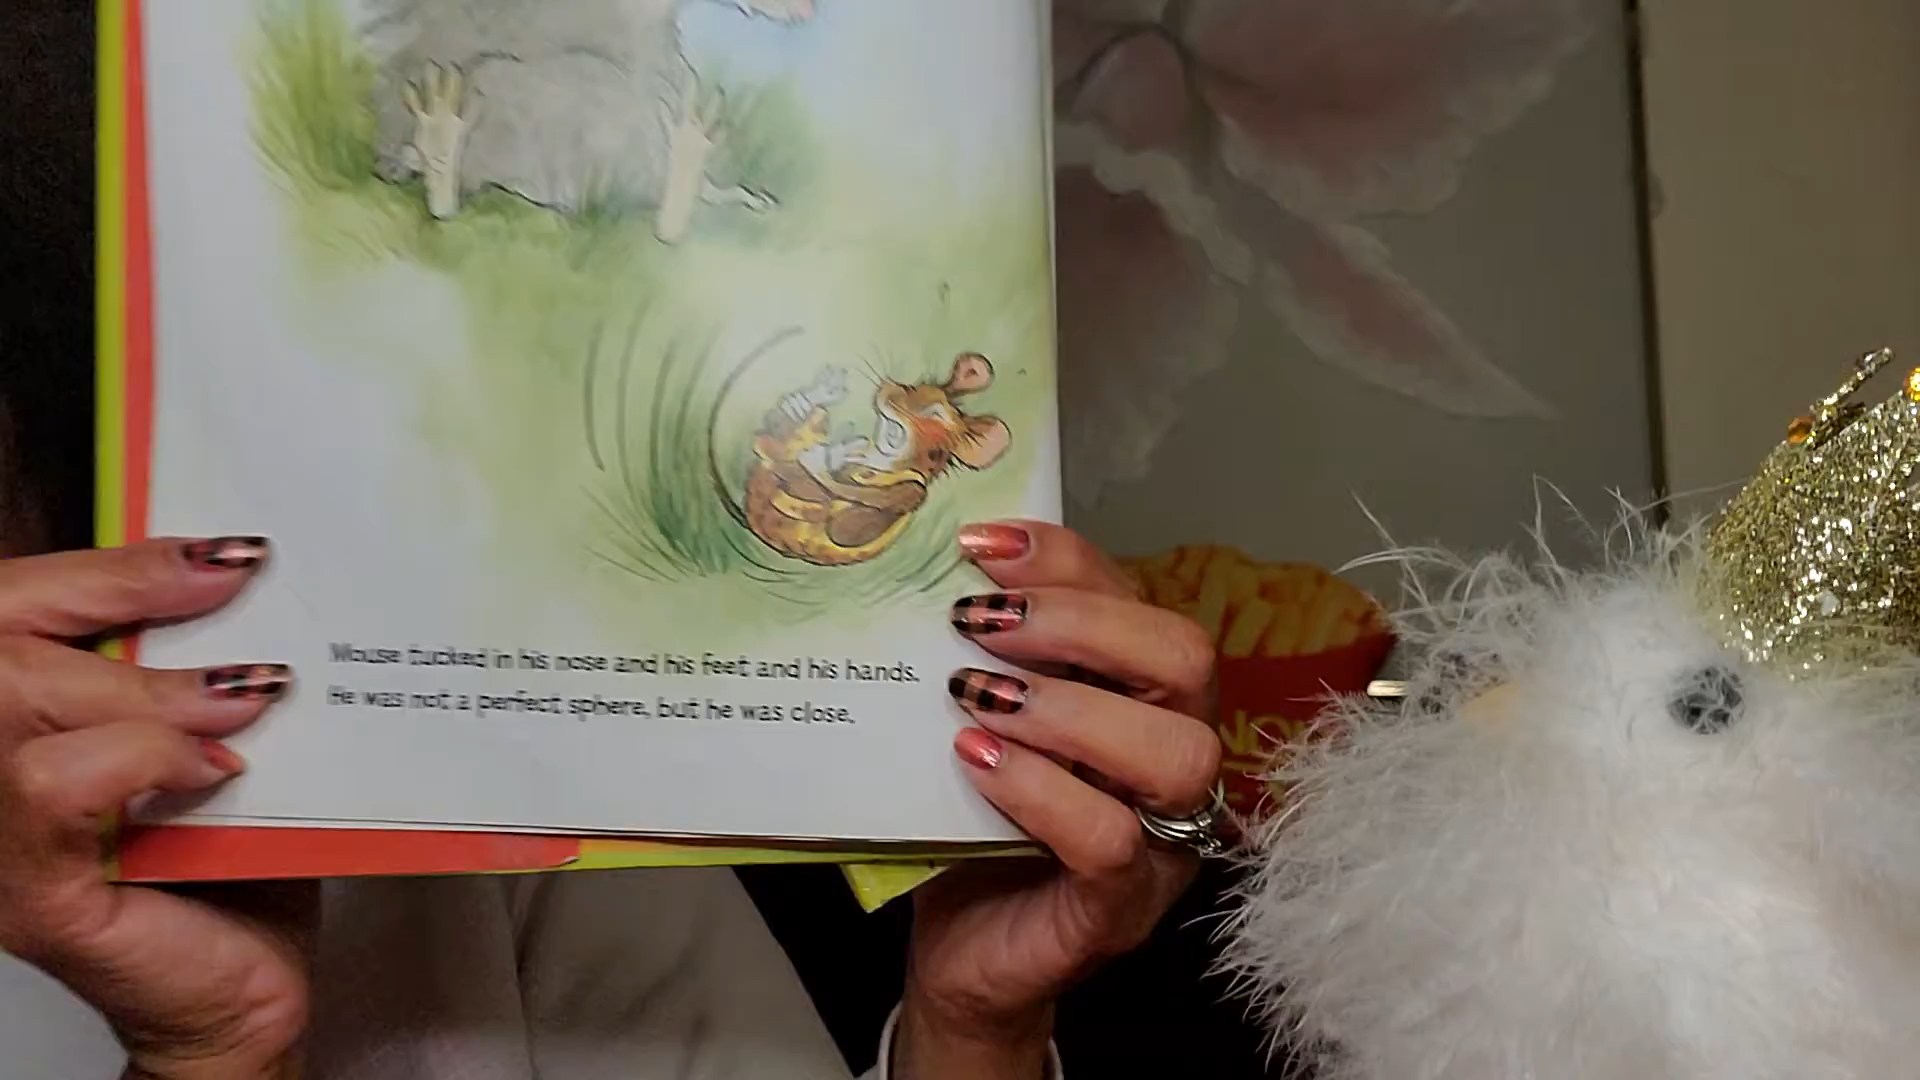 Mouse tucked in his nose and his feet and his hands.
He was not a perfect sphere, but he was close.